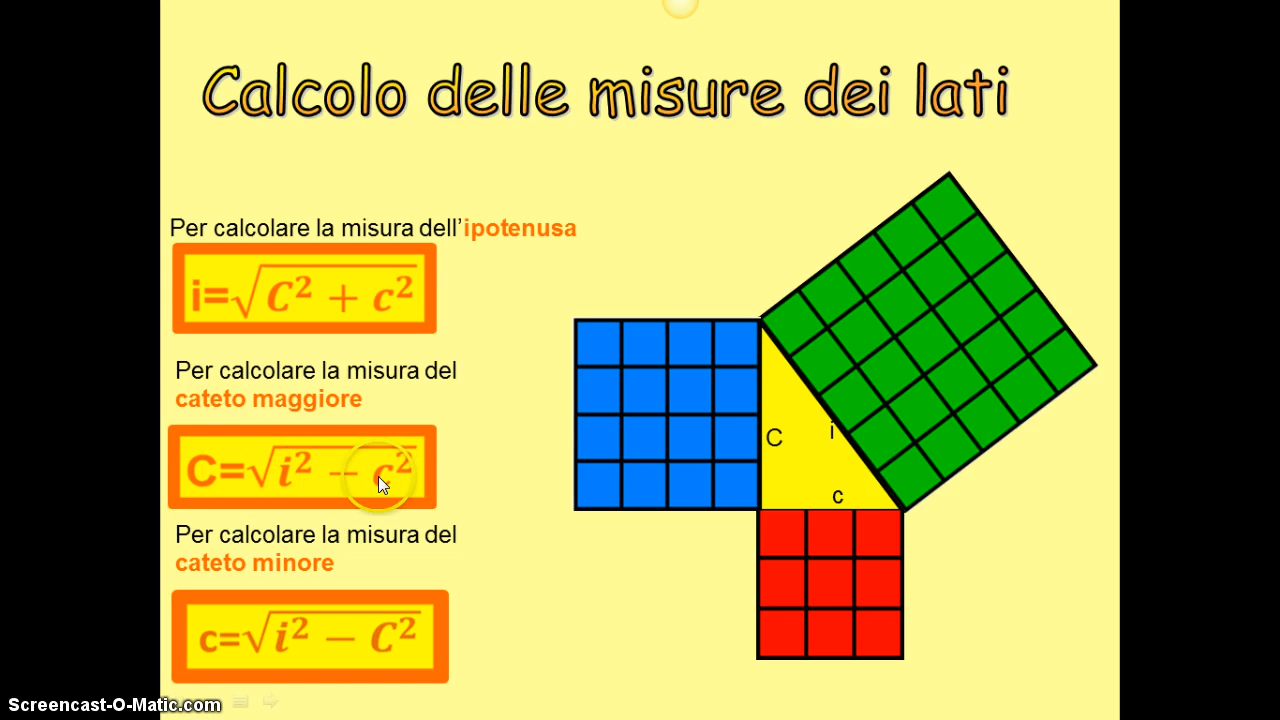 Calcolo delle misure dei lati
Per calcolare la misura dell'ipotenusa
i=√C² + c²
Per calcolare la misura del
cateto maggiore
C=√i² − c²
Per calcolare la misura del
cateto minore
c=√i² − C²
C
i
c
Screencast-O-Matic.com